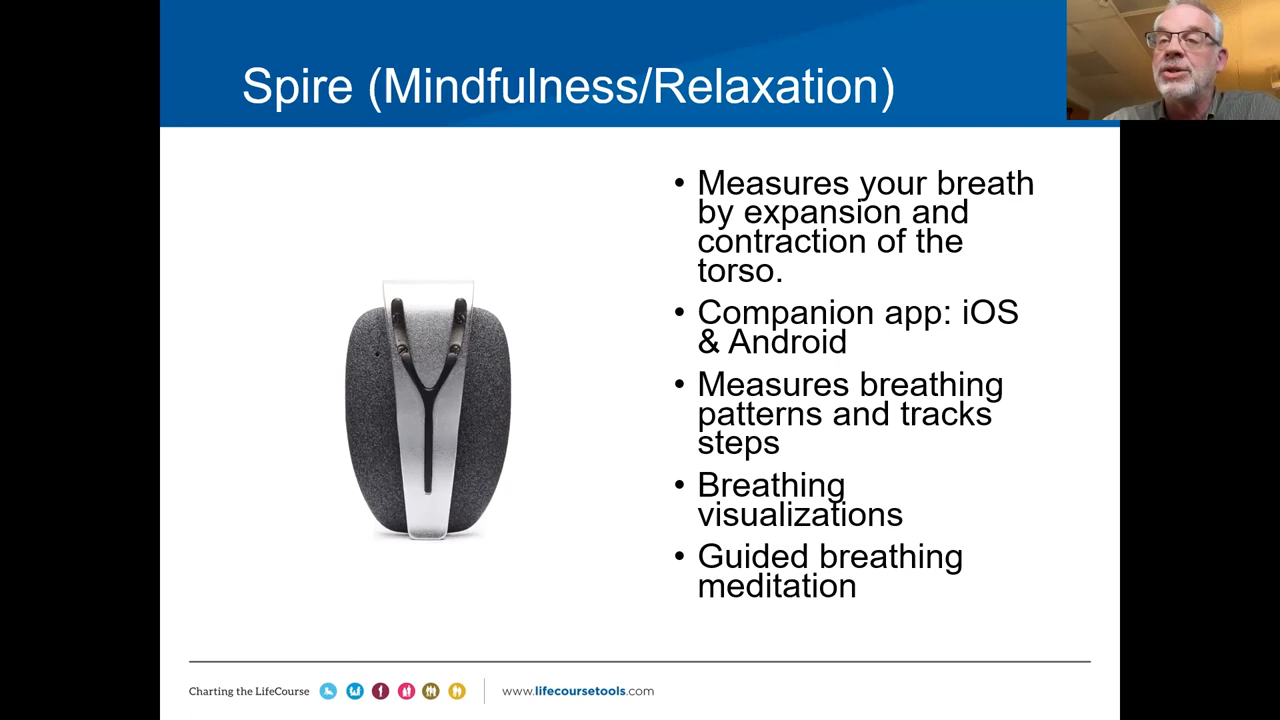 Spire (Mindfulness/Relaxation)
• Measures your breath
by expansion and
contraction of the
torso.
• Companion app: iOS
& Android
• Measures breathing
patterns and tracks
steps
• Breathing
visualizations
• Guided breathing
meditation
Charting the LifeCourse
www.lifecoursetools.com